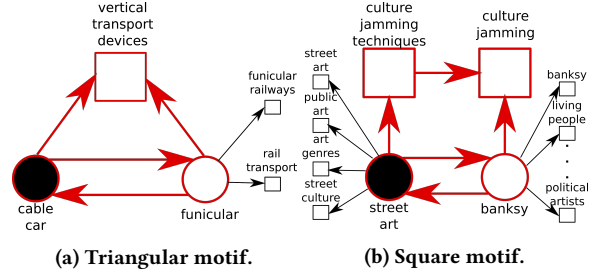 vertical
transport
devices
funicular
railways
rail
transport
cable
car
funicular
(a) Triangular motif.
culture
jamming
techniques
culture
jamming
street
art
public
art
art
genres
street
culture
street
art
banksy
banksy
living
people
political
artists
(b) Square motif.